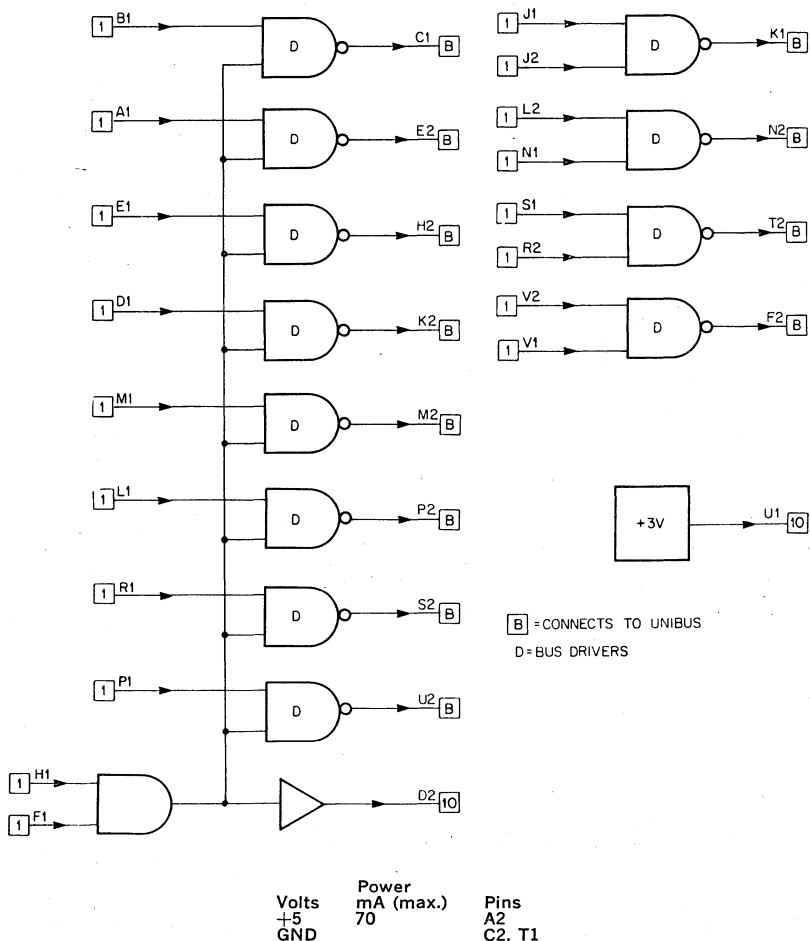 1 B1 D C1 B
1 A1 D E2 B
1 E1 D H2 B
1 D1 D K2 B
1 M1 D M2 B
1 L1 D P2 B
1 R1 D S2 B
1 P1 D U2 B
1 H1
1 F1
D2 10
1 J1
1 J2
D K1 B
1 L2
1 N1
D N2 B
1 S1
1 R2
D T2 B
1 V2
1 V1
D F2 B
+3V U1 10
B = CONNECTS TO UNIBUS
D = BUS DRIVERS
Power
Volts mA (max.) Pins
+5 70 A2
GND C2, T1